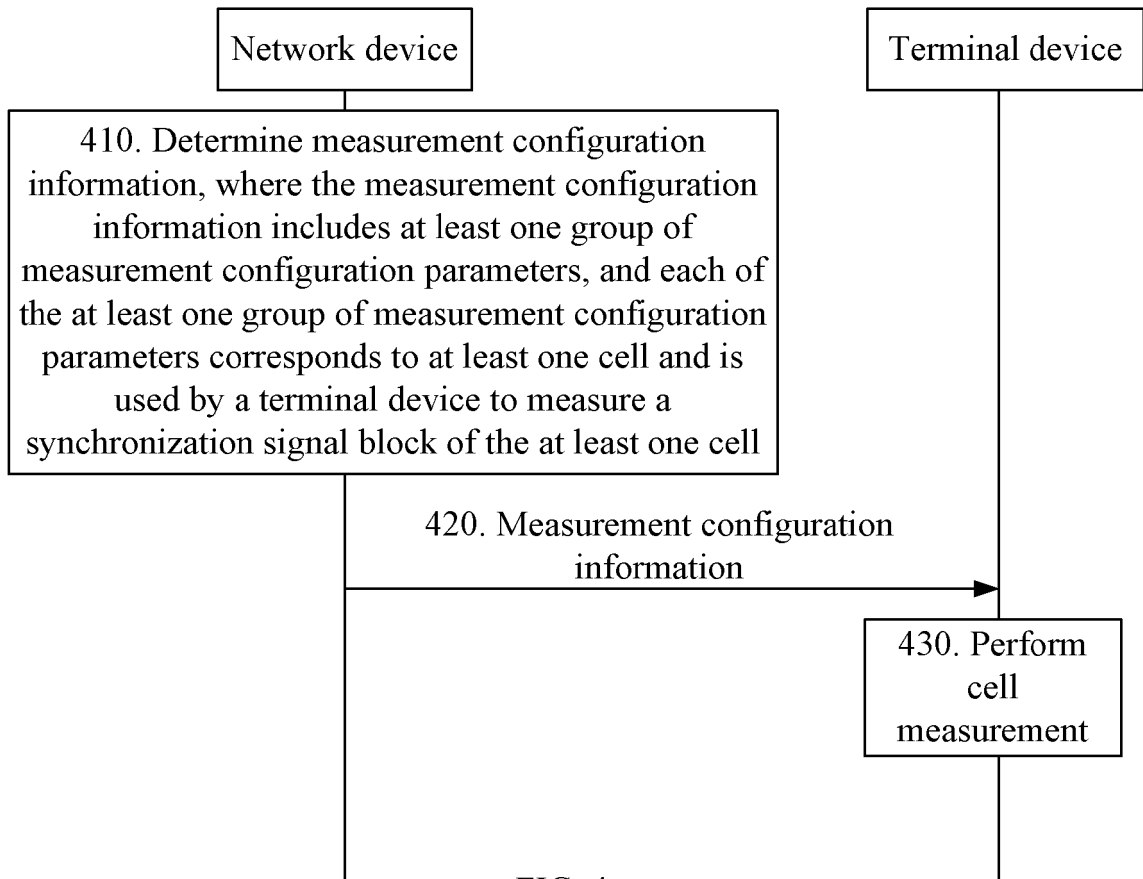 Network device
Terminal device
410. Determine measurement configuration
information, where the measurement configuration
information includes at least one group of
measurement configuration parameters, and each of
the at least one group of measurement configuration
parameters corresponds to at least one cell and is
used by a terminal device to measure a
synchronization signal block of the at least one cell
420. Measurement configuration
information
430. Perform
cell
measurement